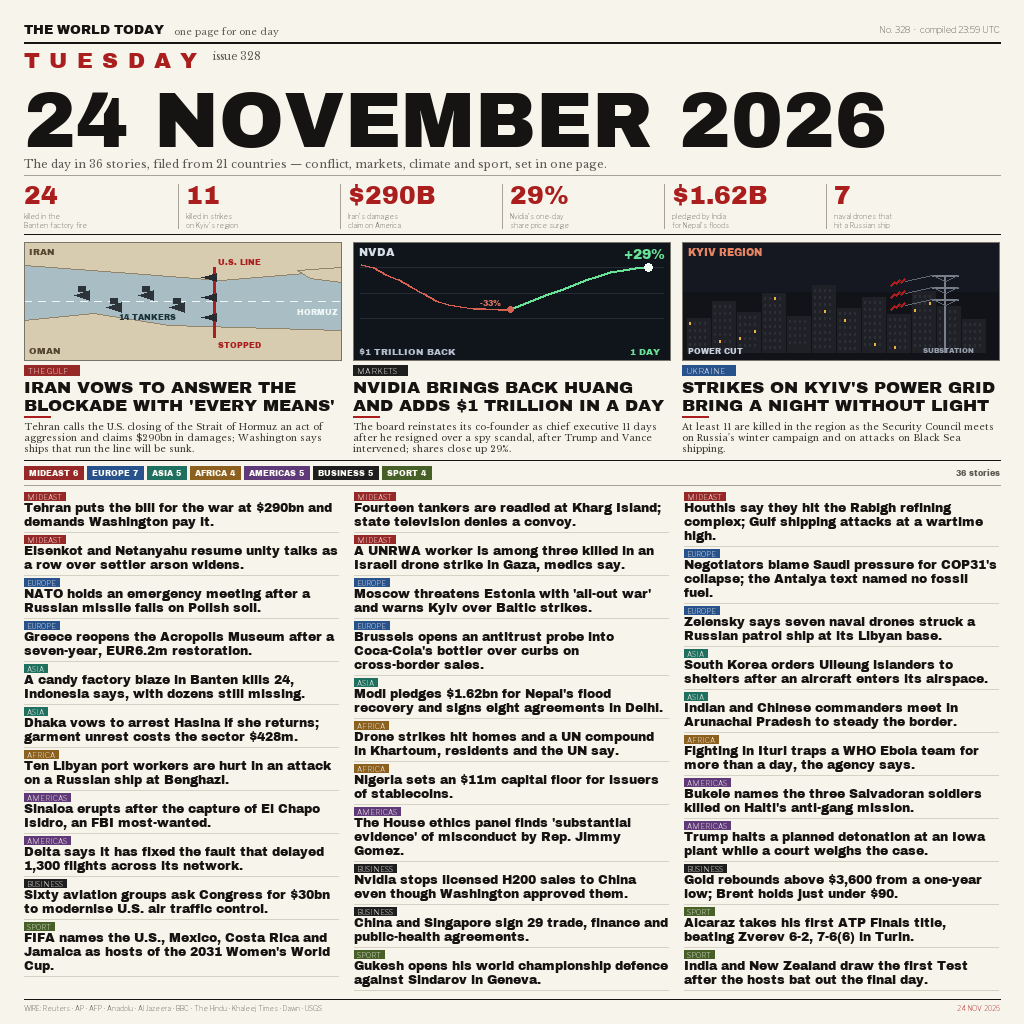 THE WORLD TODAY one page for one day
No. 328 · compiled 23:59 UTC
TUESDAY issue 328
24 NOVEMBER 2026
The day in 36 stories, filed from 21 countries — conflict, markets, climate and sport, set in one page.
24
killed in the
Banten factory fire
11
killed in strikes
on Kyiv's region
$290B
Iran's damages
claim on America
29%
Nvidia's one-day
share price surge
$1.62B
pledged by India
for Nepal's floods
7
naval drones that
hit a Russian ship
IRAN
U.S. LINE
14 TANKERS
HORMUZ
OMAN
STOPPED
NVDA
+29%
-33%
$1 TRILLION BACK
1 DAY
KYIV REGION
POWER CUT
SUBSTATION
THE GULF
IRAN VOWS TO ANSWER THE
BLOCKADE WITH 'EVERY MEANS'
Tehran calls the U.S. closing of the Strait of Hormuz an act of
aggression and claims $290bn in damages; Washington says
ships that run the line will be sunk.
MARKETS
NVIDIA BRINGS BACK HUANG
AND ADDS $1 TRILLION IN A DAY
The board reinstates its co-founder as chief executive 11 days
after he resigned over a spy scandal, after Trump and Vance
intervened; shares close up 29%.
UKRAINE
STRIKES ON KYIV'S POWER GRID
BRING A NIGHT WITHOUT LIGHT
At least 11 are killed in the region as the Security Council meets
on Russia's winter campaign and on attacks on Black Sea
shipping.
MIDEAST 6 EUROPE 7 ASIA 5 AFRICA 4 AMERICAS 5 BUSINESS 5 SPORT 4
36 stories
MIDEAST
Tehran puts the bill for the war at $290bn and
demands Washington pay it.
MIDEAST
Eisenkot and Netanyahu resume unity talks as
a row over settler arson widens.
EUROPE
NATO holds an emergency meeting after a
Russian missile falls on Polish soil.
EUROPE
Greece reopens the Acropolis Museum after a
seven-year, EUR6.2m restoration.
ASIA
A candy factory blaze in Banten kills 24,
Indonesia says, with dozens still missing.
ASIA
Dhaka vows to arrest Hasina if she returns;
garment unrest costs the sector $428m.
AFRICA
Ten Libyan port workers are hurt in an attack
on a Russian ship at Benghazi.
AMERICAS
Sinaloa erupts after the capture of El Chapo
Isidro, an FBI most-wanted.
AMERICAS
Delta says it has fixed the fault that delayed
1,300 flights across its network.
BUSINESS
Sixty aviation groups ask Congress for $30bn
to modernise U.S. air traffic control.
SPORT
FIFA names the U.S., Mexico, Costa Rica and
Jamaica as hosts of the 2031 Women's World
Cup.
MIDEAST
Fourteen tankers are readied at Kharg Island;
state television denies a convoy.
MIDEAST
A UNRWA worker is among three killed in an
Israeli drone strike in Gaza, medics say.
EUROPE
Moscow threatens Estonia with 'all-out war'
and warns Kyiv over Baltic strikes.
EUROPE
Brussels opens an antitrust probe into
Coca-Cola's bottler over curbs on
cross-border sales.
ASIA
Modi pledges $1.62bn for Nepal's flood
recovery and signs eight agreements in Delhi.
AFRICA
Drone strikes hit homes and a UN compound
in Khartoum, residents and the UN say.
AFRICA
Nigeria sets an $11m capital floor for issuers
of stablecoins.
AMERICAS
The House ethics panel finds 'substantial
evidence' of misconduct by Rep. Jimmy
Gomez.
BUSINESS
Nvidia stops licensed H200 sales to China
even though Washington approved them.
BUSINESS
China and Singapore sign 29 trade, finance and
public-health agreements.
SPORT
Gukesh opens his world championship defence
against Sindarov in Geneva.
MIDEAST
Houthis say they hit the Rabigh refining
complex; Gulf shipping attacks at a wartime
high.
EUROPE
Negotiators blame Saudi pressure for COP31's
collapse; the Antalya text named no fossil
fuel.
EUROPE
Zelensky says seven naval drones struck a
Russian patrol ship at its Libyan base.
ASIA
South Korea orders Ulleung islanders to
shelters after an aircraft enters its airspace.
ASIA
Indian and Chinese commanders meet in
Arunachal Pradesh to steady the border.
AFRICA
Fighting in Ituri traps a WHO Ebola team for
more than a day, the agency says.
AMERICAS
Bukele names the three Salvadoran soldiers
killed on Haiti's anti-gang mission.
AMERICAS
Trump halts a planned detonation at an Iowa
plant while a court weighs the case.
BUSINESS
Gold rebounds above $3,600 from a one-year
low; Brent holds just under $90.
SPORT
Alcaraz takes his first ATP Finals title,
beating Zverev 6-2, 7-6(6) in Turin.
SPORT
India and New Zealand draw the first Test
after the hosts bat out the final day.
WIRE: Reuters · AP · AFP · Anadolu · Al Jazeera · BBC · The Hindu · Khaleej Times · Dawn · USGS
24 NOV 2026